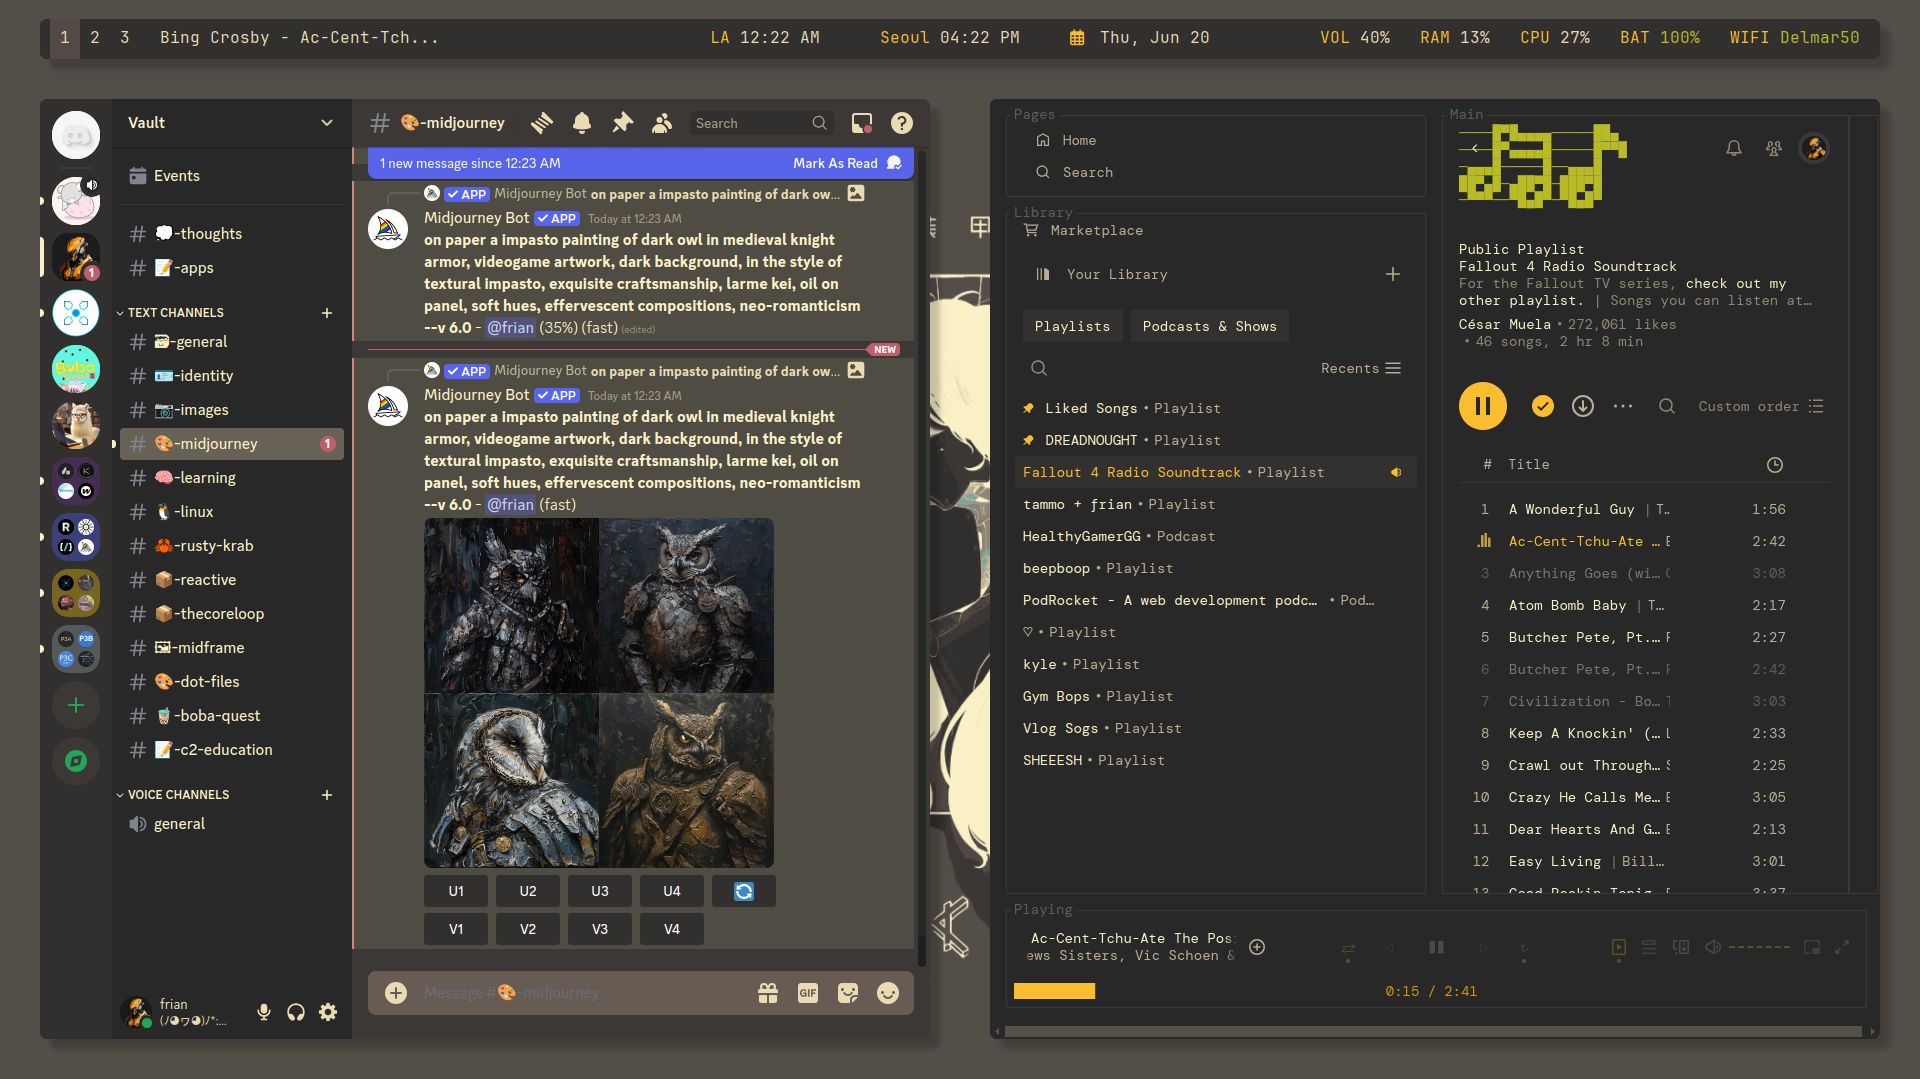 1 2 3 Bing Crosby - Ac-Cent-Tch...
LA 12:22 AM Seoul 04:22 PM Thu, Jun 20
VOL 40% RAM 13% CPU 27% BAT 100% WIFI Delmar50
Vault
Events
-thoughts
-apps
TEXT CHANNELS
-general
-identity
-images
-midjourney 1
-learning
-linux
-rusty-krab
-reactive
-thecoreloop
-midframe
-dot-files
-boba-quest
-c2-education
VOICE CHANNELS
general
frian
# -midjourney Search
1 new message since 12:23 AM Mark As Read
APP Midjourney Bot on paper a impasto painting of dark ow...
Midjourney Bot APP Today at 12:23 AM
on paper a impasto painting of dark owl in medieval knight
armor, videogame artwork, dark background, in the style of
textural impasto, exquisite craftsmanship, larme kei, oil on
panel, soft hues, effervescent compositions, neo-romanticism
--v 6.0 - @frian (35%) (fast) (edited)
NEW
APP Midjourney Bot on paper a impasto painting of dark ow...
Midjourney Bot APP Today at 12:23 AM
on paper a impasto painting of dark owl in medieval knight
armor, videogame artwork, dark background, in the style of
textural impasto, exquisite craftsmanship, larme kei, oil on
panel, soft hues, effervescent compositions, neo-romanticism
--v 6.0 - @frian (fast)
U1 U2 U3 U4
V1 V2 V3 V4
Message # -midjourney
GIF
Pages
Home
Search
Library
Marketplace
Your Library
Playlists Podcasts & Shows
Recents
Liked Songs • Playlist
DREADNOUGHT • Playlist
Fallout 4 Radio Soundtrack • Playlist
tammo + frian • Playlist
HealthyGamerGG • Podcast
beepboop • Playlist
PodRocket - A web development podc… • Pod…
♡ • Playlist
kyle • Playlist
Gym Bops • Playlist
Vlog Sogs • Playlist
SHEEESH • Playlist
Main
Public Playlist
Fallout 4 Radio Soundtrack
For the Fallout TV series, check out my
other playlist. | Songs you can listen at…
César Muela • 272,061 likes
• 46 songs, 2 hr 8 min
Custom order
# Title
1 A Wonderful Guy | T… 1:56
Ac-Cent-Tchu-Ate … 2:42
3 Anything Goes (wi… 3:08
4 Atom Bomb Baby | T… 2:17
5 Butcher Pete, Pt.… 2:27
6 Butcher Pete, Pt.… 2:42
7 Civilization - Bo… 3:03
8 Keep A Knockin' (… 2:33
9 Crawl out Through… 2:25
10 Crazy He Calls Me… 3:05
11 Dear Hearts And G… 2:13
12 Easy Living | Bill… 3:01
13 Good Rockin Tonig… 3:37
Playing
Ac-Cent-Tchu-Ate The Pos
ews Sisters, Vic Schoen &
0:15 / 2:41